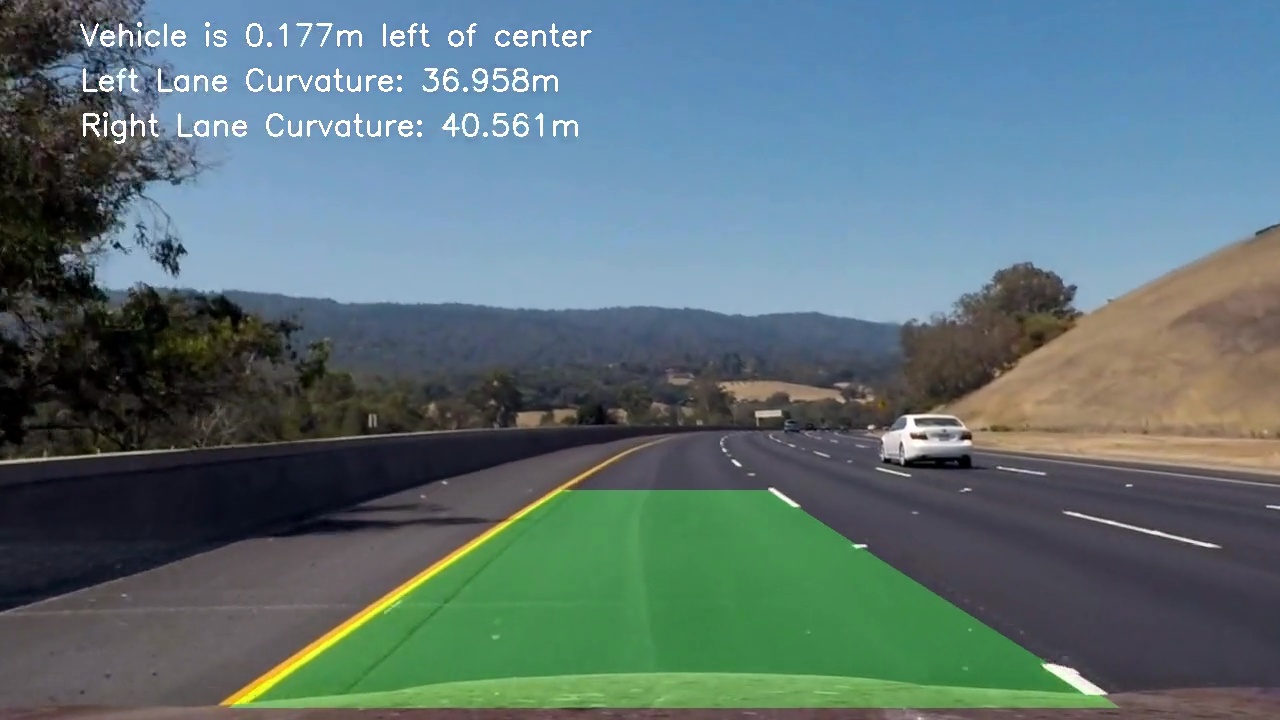 Vehicle is 0.177m left of center
Left Lane Curvature: 36.958m
Right Lane Curvature: 40.561m